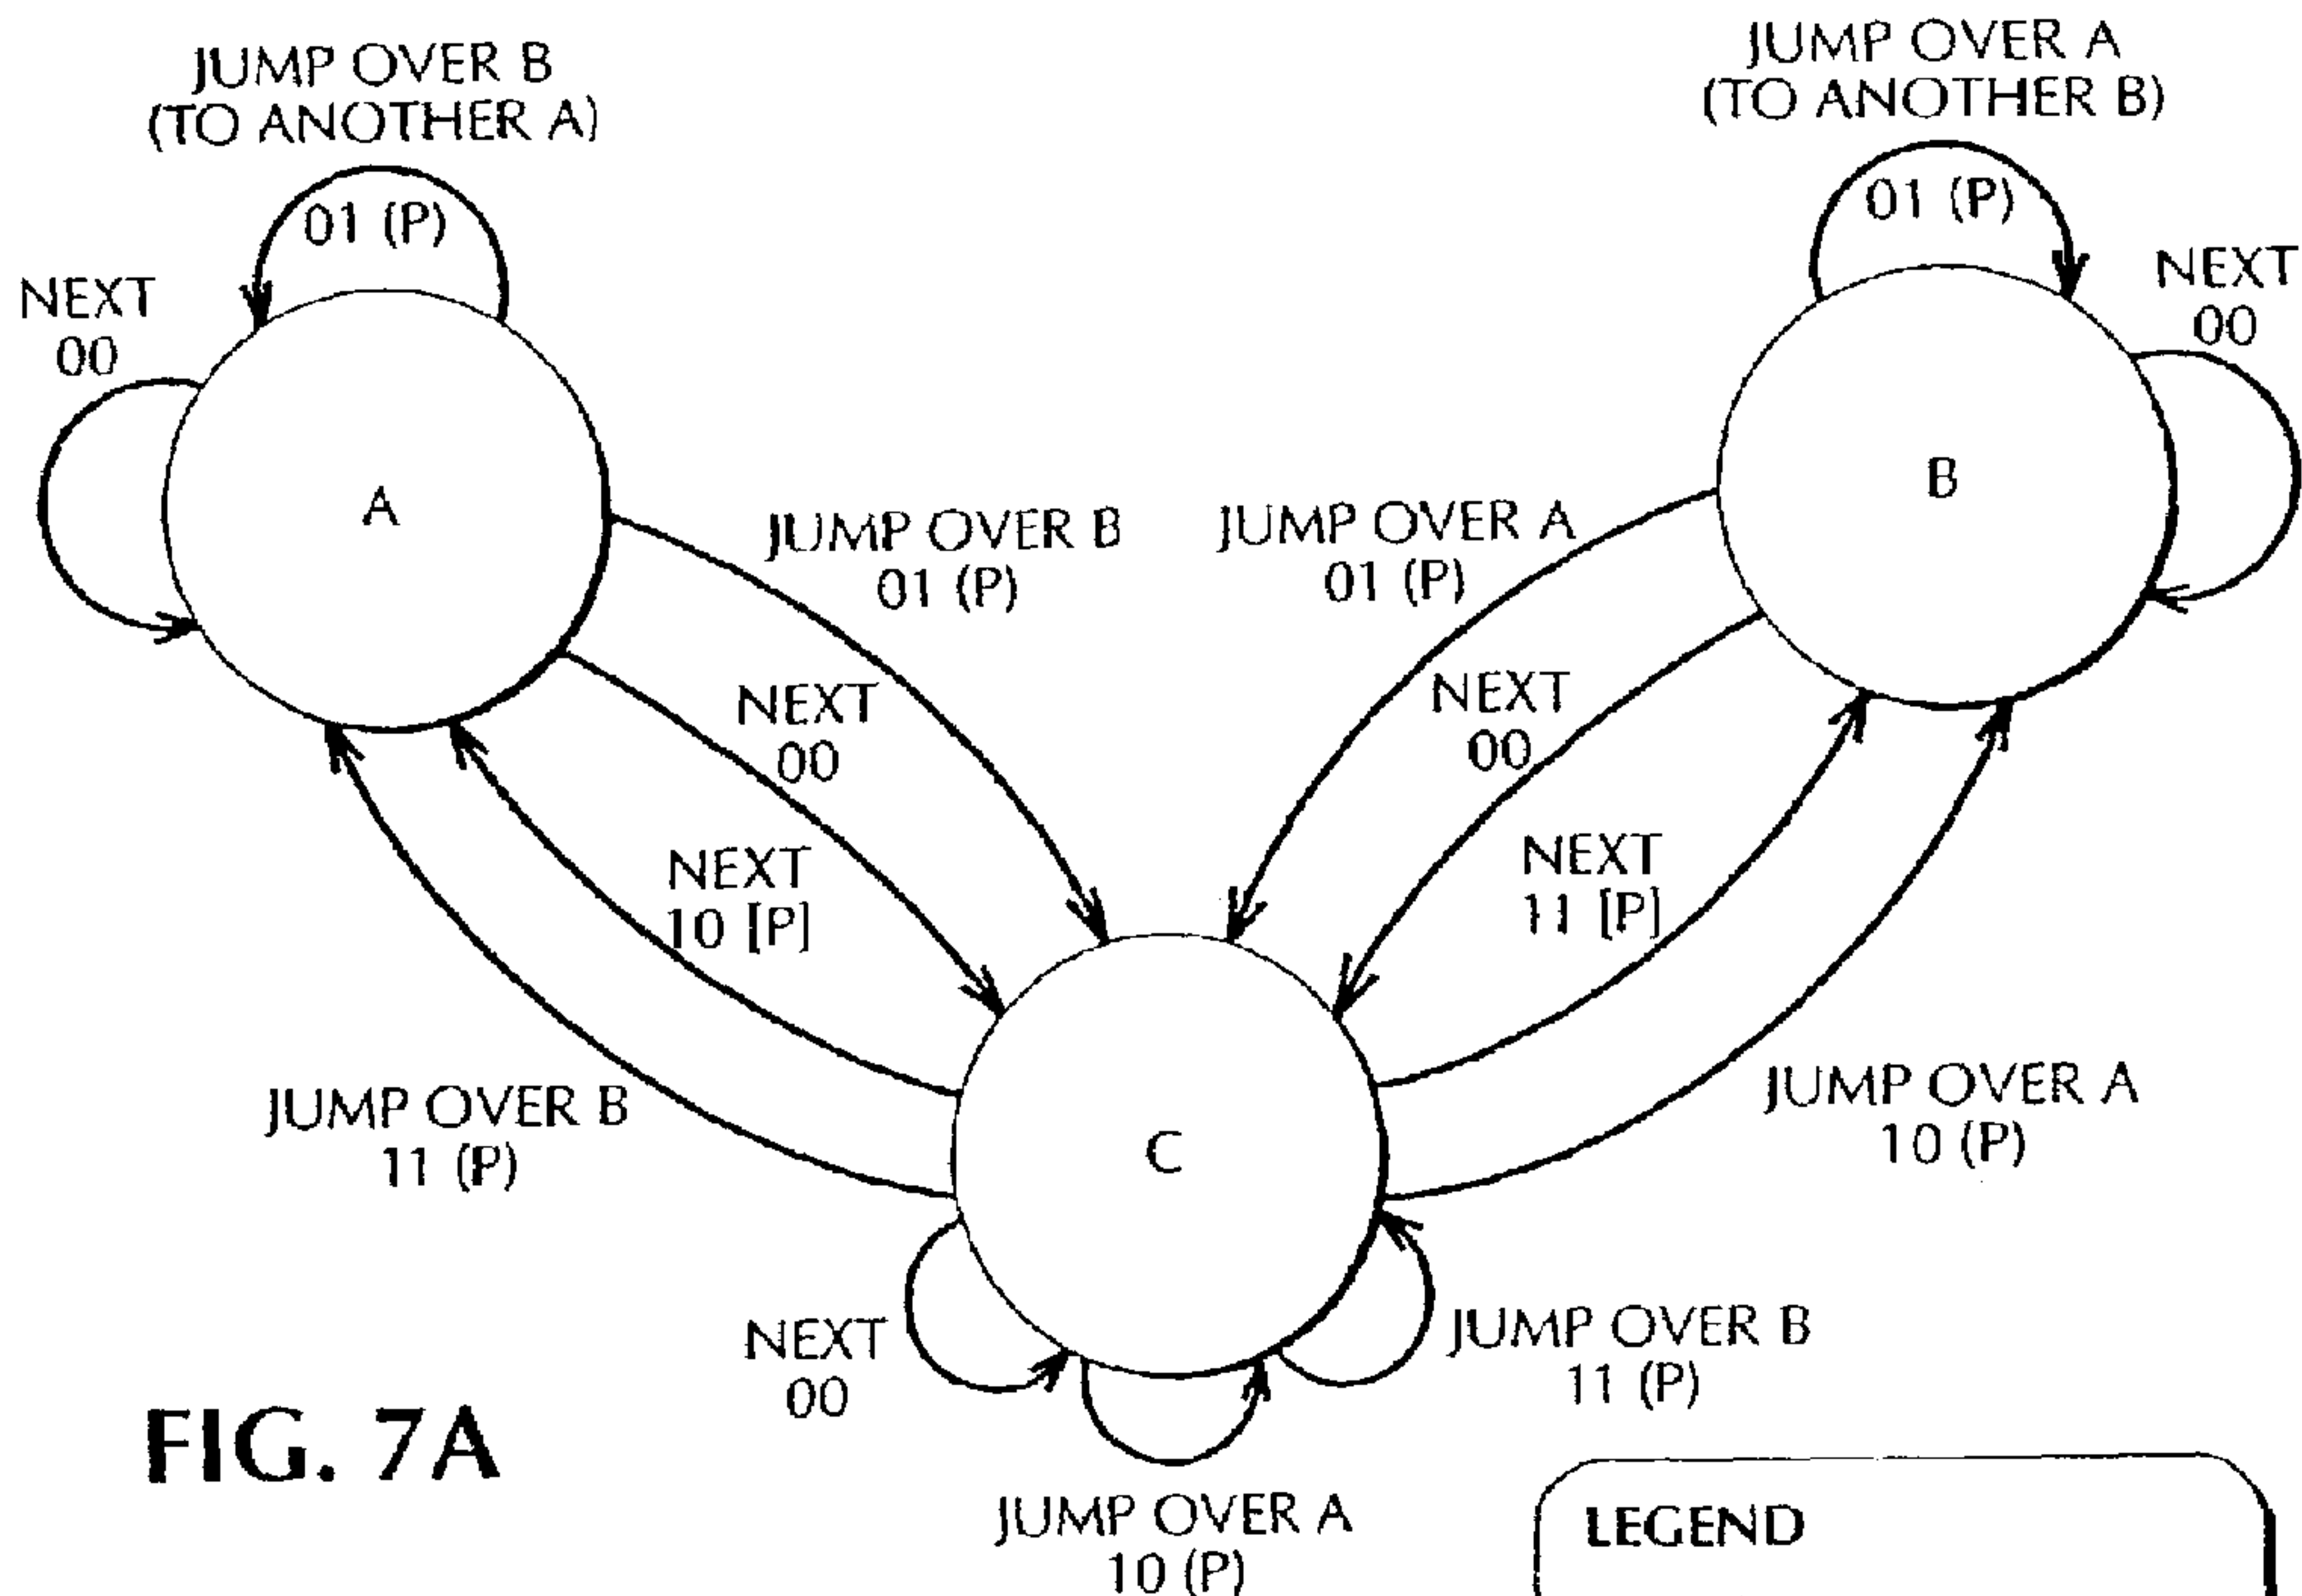 JUMP OVER B
(TO ANOTHER A)
01 (P)
NEXT
00
A
JUMP OVER A
(TO ANOTHER B)
01 (P)
NEXT
00
B
JUMP OVER B
01 (P)
JUMP OVER A
01 (P)
NEXT
00
NEXT
00
NEXT
10 [P]
NEXT
11 [P]
JUMP OVER B
11 (P)
C
JUMP OVER A
10 (P)
NEXT
00
JUMP OVER B
11 (P)
JUMP OVER A
10 (P)
FIG. 7A
LEGEND